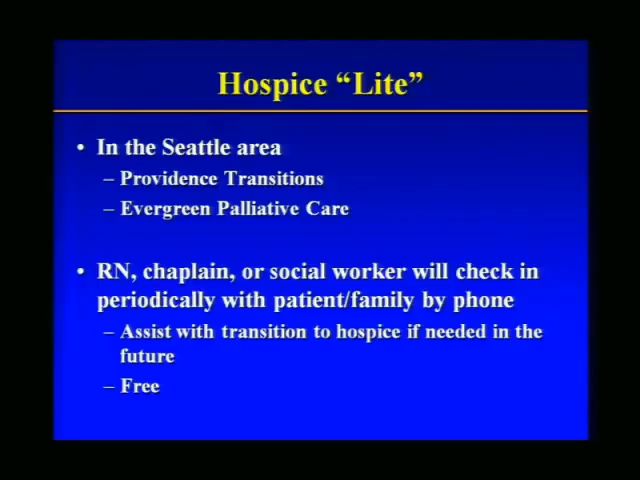 Hospice “Lite”
• In the Seattle area
– Providence Transitions
– Evergreen Palliative Care
• RN, chaplain, or social worker will check in
periodically with patient/family by phone
– Assist with transition to hospice if needed in the
future
– Free